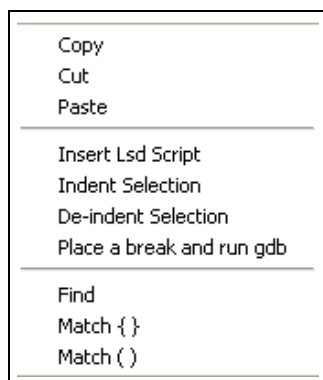 Copy
Cut
Paste
Insert Lsd Script
Indent Selection
De-indent Selection
Place a break and run gdb
Find
Match { }
Match ( )